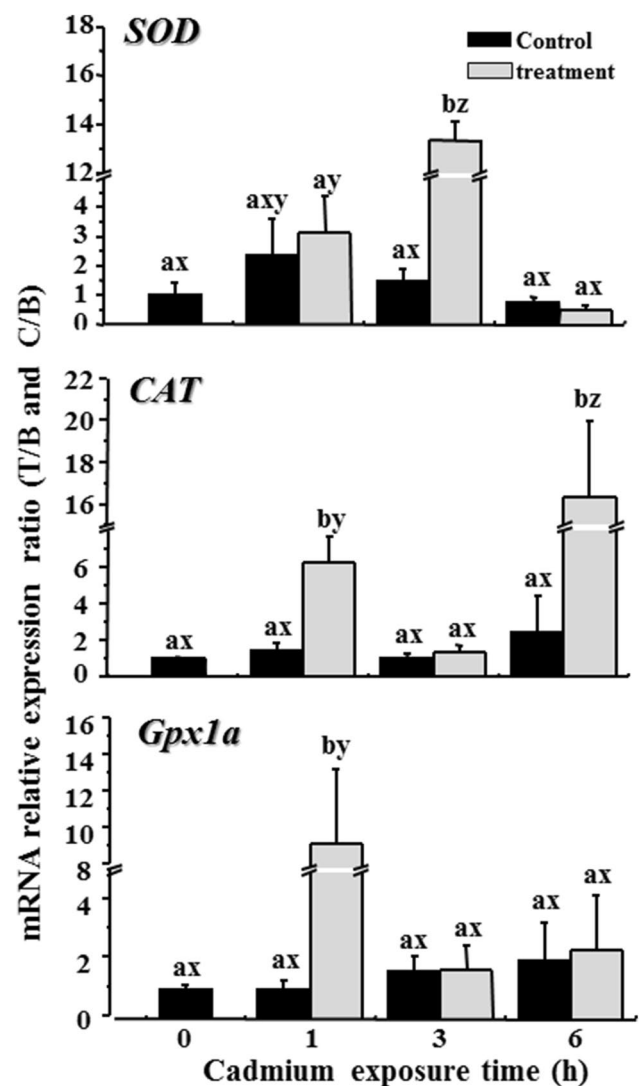 SOD
Control
treatment
18
16
14
12
4
3
2
1
0
ax
axy
ay
ax
bz
ax
ax
mRNA relative expression ratio (T/B and C/B)
CAT
22
20
18
16
14
6
4
2
0
ax
ax
by
ax
ax
ax
bz
Gpx1a
16
14
12
10
8
4
2
0
ax
ax
by
ax
ax
ax
ax
0 1 3 6
Cadmium exposure time (h)